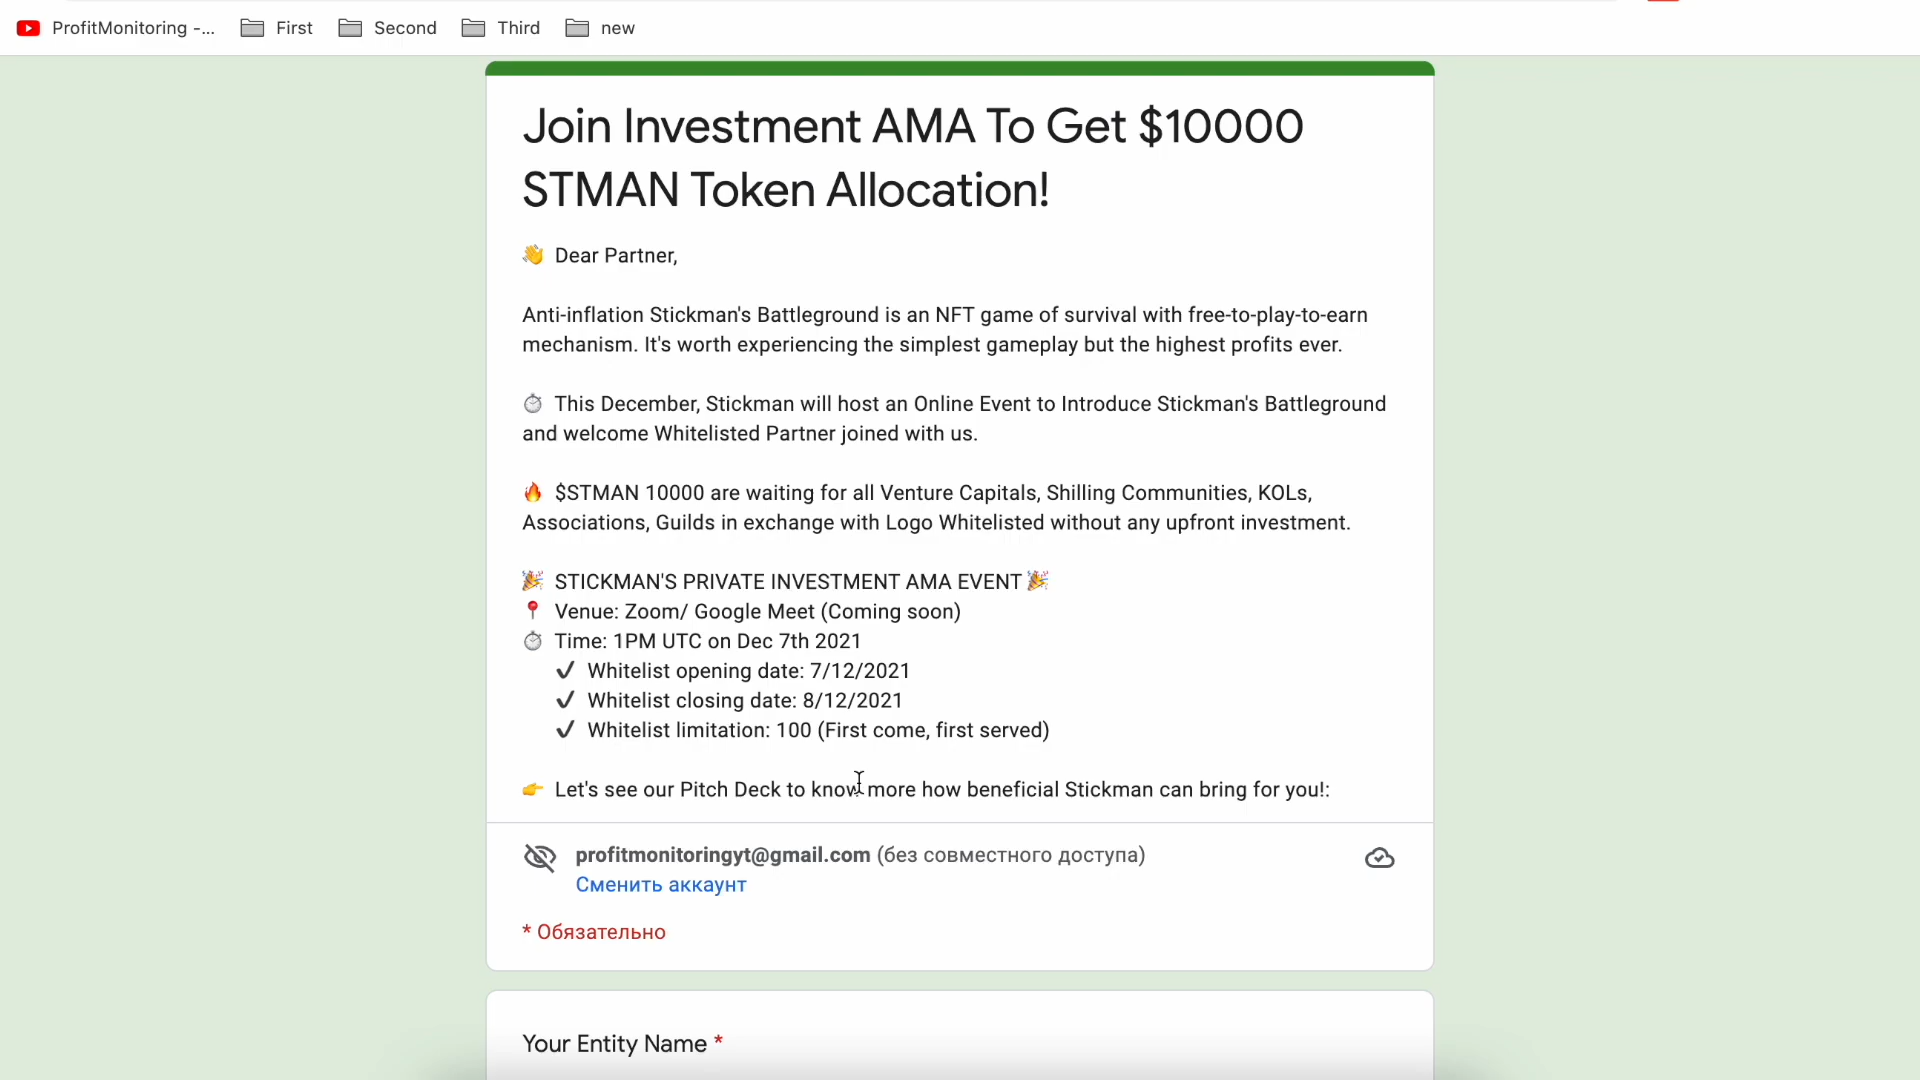 ProfitMonitoring -...
First
Second
Third
new
Join Investment AMA To Get $10000
STMAN Token Allocation!
👋 Dear Partner,
Anti-inflation Stickman's Battleground is an NFT game of survival with free-to-play-to-earn
mechanism. It's worth experiencing the simplest gameplay but the highest profits ever.
⏱ This December, Stickman will host an Online Event to Introduce Stickman's Battleground
and welcome Whitelisted Partner joined with us.
🔥 $STMAN 10000 are waiting for all Venture Capitals, Shilling Communities, KOLs,
Associations, Guilds in exchange with Logo Whitelisted without any upfront investment.
🎉 STICKMAN'S PRIVATE INVESTMENT AMA EVENT 🎉
📍 Venue: Zoom/ Google Meet (Coming soon)
⏱ Time: 1PM UTC on Dec 7th 2021
✔ Whitelist opening date: 7/12/2021
✔ Whitelist closing date: 8/12/2021
✔ Whitelist limitation: 100 (First come, first served)
👉 Let's see our Pitch Deck to know more how beneficial Stickman can bring for you!:
profitmonitoringyt@gmail.com (без совместного доступа)
Сменить аккаунт
* Обязательно
Your Entity Name *